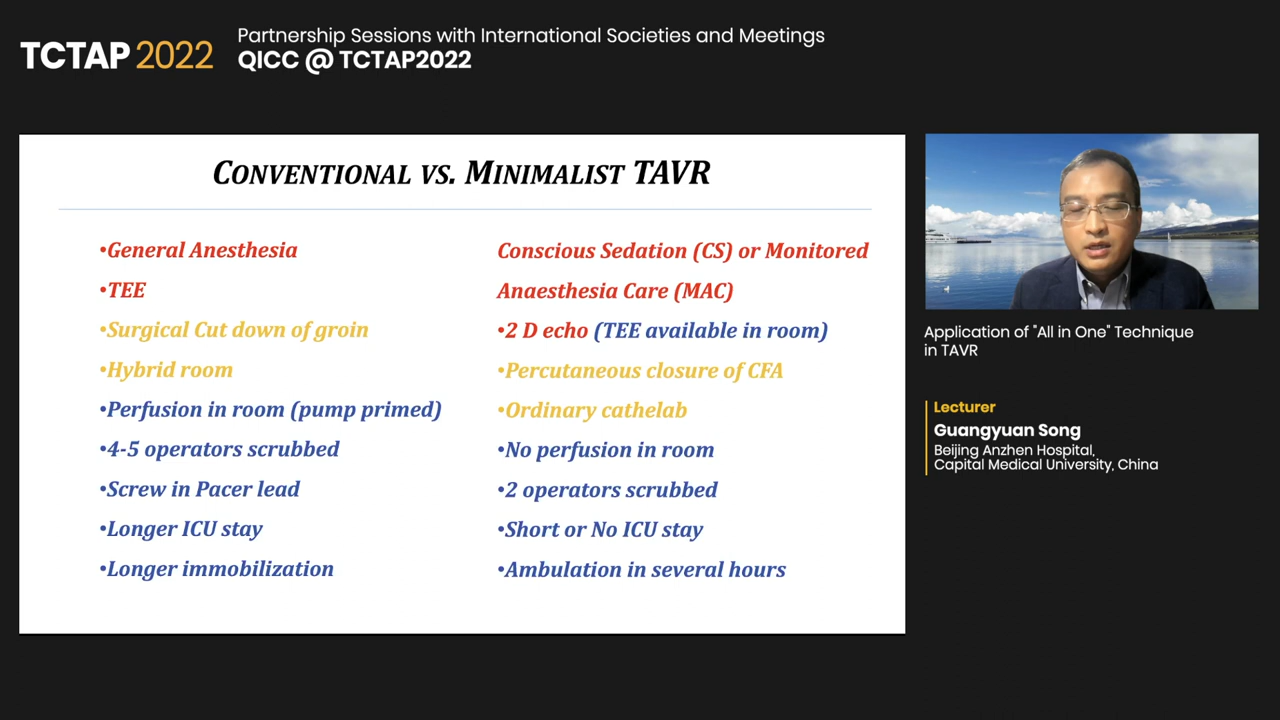 TCTAP 2022
Partnership Sessions with International Societies and Meetings
QICC @ TCTAP2022
CONVENTIONAL VS. MINIMALIST TAVR
•General Anesthesia
•TEE
•Surgical Cut down of groin
•Hybrid room
•Perfusion in room (pump primed)
•4-5 operators scrubbed
•Screw in Pacer lead
•Longer ICU stay
•Longer immobilization
Conscious Sedation (CS) or Monitored
Anaesthesia Care (MAC)
•2 D echo (TEE available in room)
•Percutaneous closure of CFA
•Ordinary cathelab
•No perfusion in room
•2 operators scrubbed
•Short or No ICU stay
•Ambulation in several hours
Application of "All in One" Technique
in TAVR
Lecturer
Guangyuan Song
Beijing Anzhen Hospital,
Capital Medical University, China